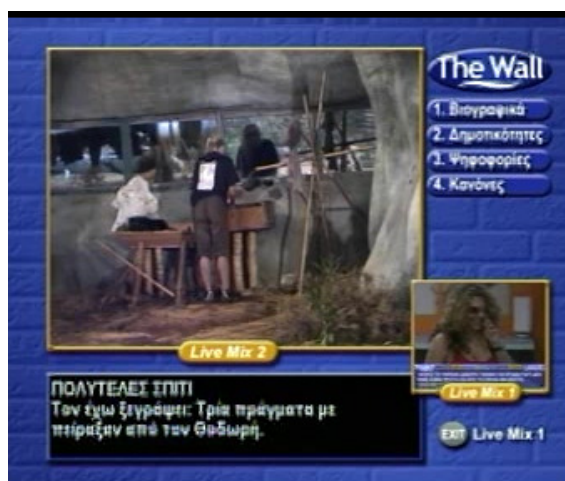 The Wall
1. Βιογραφικά
2. Δημοτικότητες
3. Ψηφοφορίες
4. Κανόνες
Live Mix 2
Live Mix 1
ΠΟΛΥΤΕΛΕΣ ΣΠΙΤΙ
Τον έχω ξεγράψει: Τρία πράγματα με
πείραξαν από τον Θοδωρή.
EXIT Live Mix 1